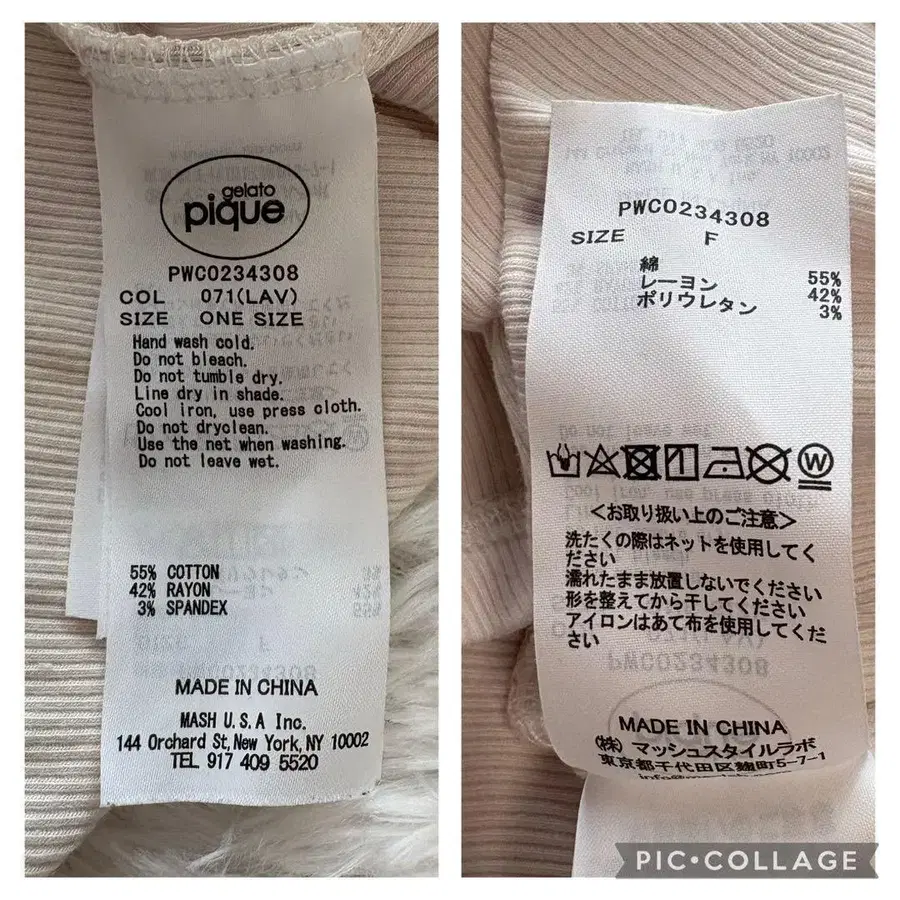 gelato
pique
PWCO234308
COL 071(LAV)
SIZE ONE SIZE
Hand wash cold.
Do not bleach.
Do not tumble dry.
Line dry in shade.
Cool iron, use press cloth.
Do not dryclean.
Use the net when washing.
Do not leave wet.
55% COTTON
42% RAYON
3% SPANDEX
MADE IN CHINA
MASH U.S.A Inc.
144 Orchard St, New York, NY 10002
TEL 917 409 5520
PWCO234308
SIZE F
綿 55%
レーヨン 42%
ポリウレタン 3%
W
<お取り扱い上のご注意>
洗たくの際はネットを使用してく
ださい
濡れたまま放置しないでください
形を整えてから干してください
アイロンはあて布を使用してくだ
さい
MADE IN CHINA
(株) マッシュスタイルラボ
東京都千代田区麹町5-7-1
PIC•COLLAGE